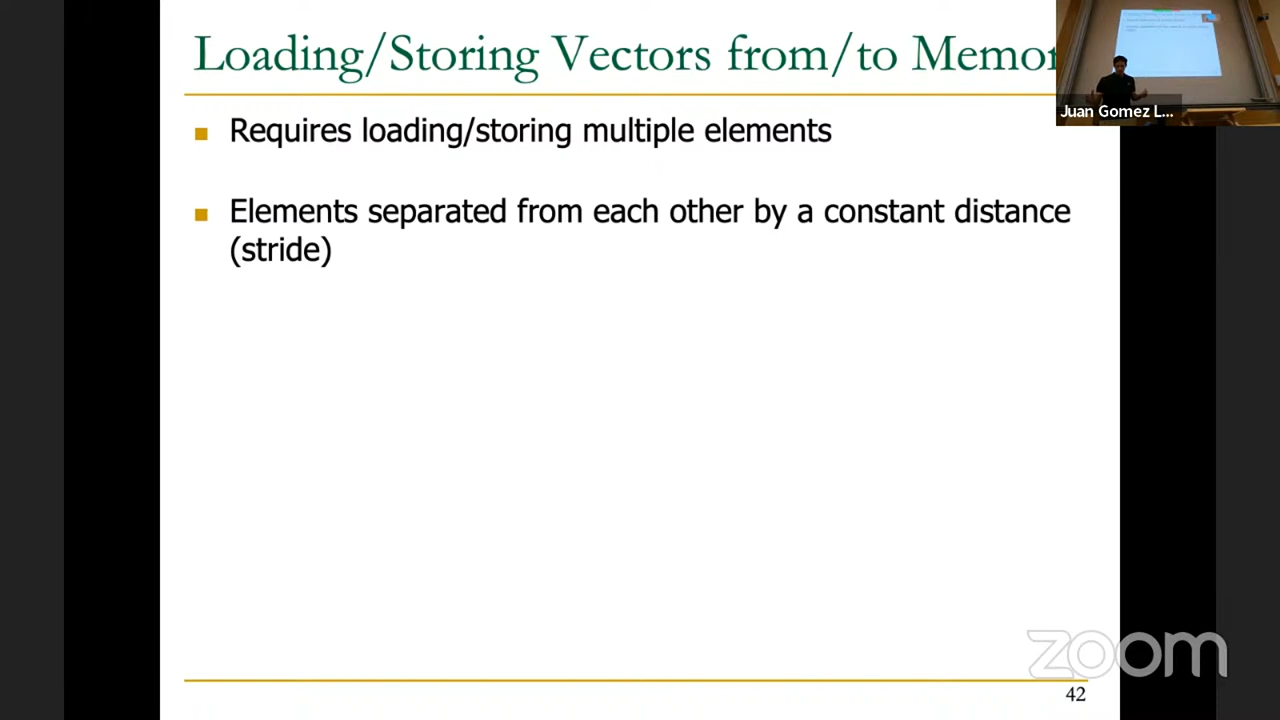 Loading/Storing Vectors from/to Memor
Juan Gomez L...
Requires loading/storing multiple elements
Elements separated from each other by a constant distance
(stride)
zoom
42